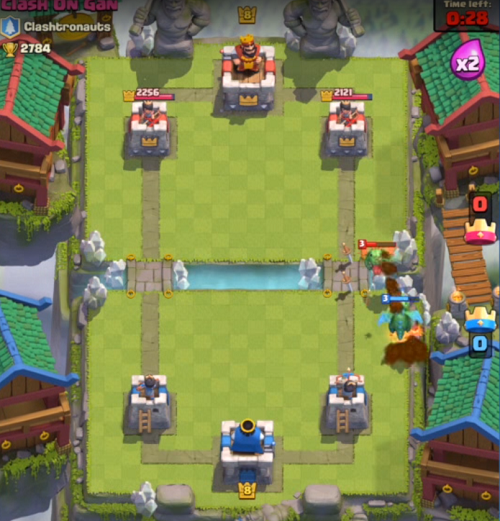 Clash On Gan
Clashtronauts
2784
Time left:
0:28
x2
8
2256
2121
0
3
3
0
8